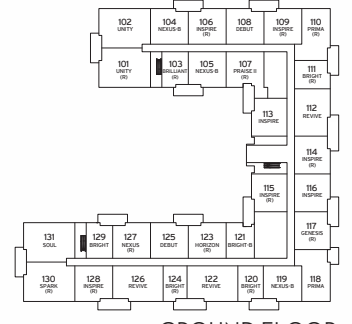 102
UNITY
104
NEXUS-B
106
INSPIRE
(R)
108
DEBUT
109
INSPIRE
(R)
110
PRIMA
(R)
101
UNITY
(R)
103
BRILLIANT
(R)
105
NEXUS-B
107
PRAISE II
111
BRIGHT
(R)
112
REVIVE
113
INSPIRE
114
INSPIRE
(R)
115
INSPIRE
(R)
116
INSPIRE
117
GENESIS
(R)
131
SOUL
129
BRIGHT
127
NEXUS
(R)
125
DEBUT
123
HORIZON
(R)
121
BRIGHT-B
130
SPARK
(R)
128
INSPIRE
(R)
126
REVIVE
124
BRIGHT
(R)
122
REVIVE
120
BRIGHT
(R)
119
NEXUS-B
118
PRIMA
GROUND FLOOR